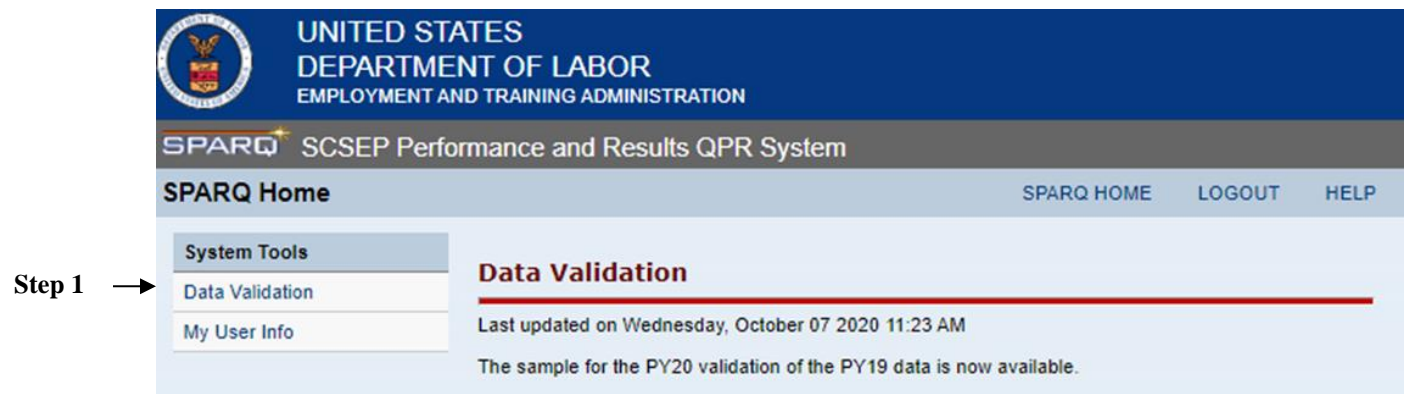 UNITED STATES
DEPARTMENT OF LABOR
EMPLOYMENT AND TRAINING ADMINISTRATION
SPARQ SCSEP Performance and Results QPR System
SPARQ Home SPARQ HOME LOGOUT HELP
System Tools
Step 1 Data Validation
My User Info
Data Validation
Last updated on Wednesday, October 07 2020 11:23 AM
The sample for the PY20 validation of the PY19 data is now available.